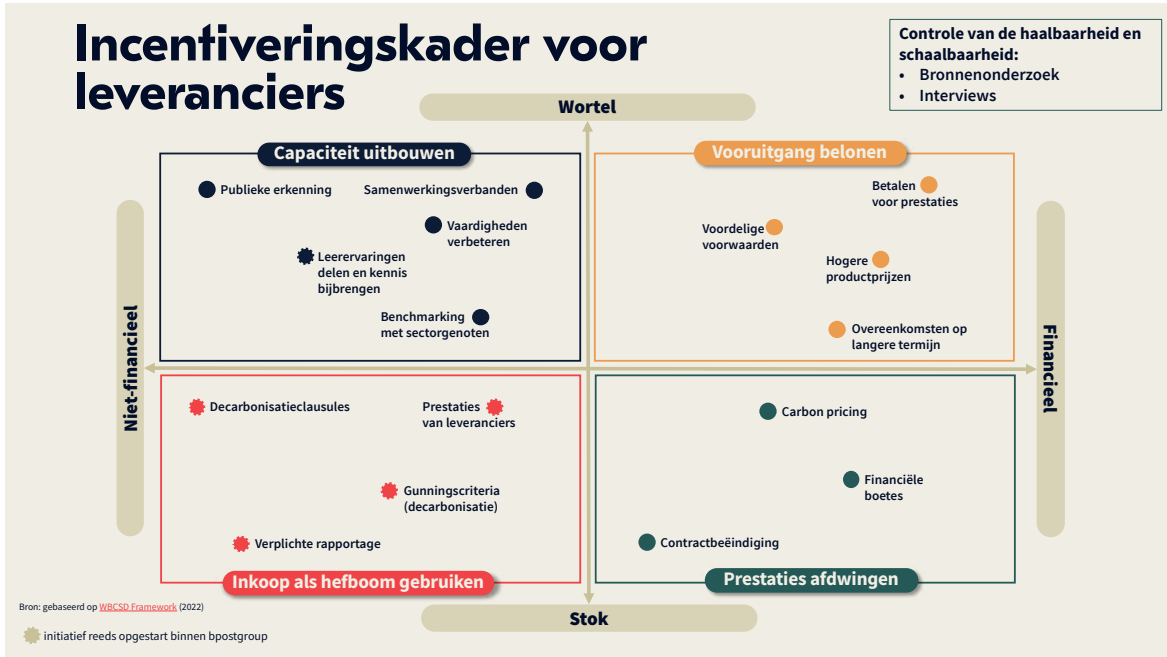 Incentiveringskader voor
leveranciers
Controle van de haalbaarheid en
schaalbaarheid:
• Bronnenonderzoek
• Interviews
Wortel
Capaciteit uitbouwen
Publieke erkenning
Samenwerkingsverbanden
Vaardigheden
verbeteren
Leerervaringen
delen en kennis
bijbrengen
Benchmarking
met sectorgenoten
Vooruitgang belonen
Betalen
voor prestaties
Voordelige
voorwaarden
Hogere
productprijzen
Overeenkomsten op
langere termijn
Niet-financieel
Financieel
Decarbonisatieclausules
Prestaties
van leveranciers
Gunningscriteria
(decarbonisatie)
Verplichte rapportage
Inkoop als hefboom gebruiken
Carbon pricing
Financiële
boetes
Contractbeëindiging
Prestaties afdwingen
Stok
Bron: gebaseerd op WBCSD Framework (2022)
initiatief reeds opgestart binnen bpostgroup